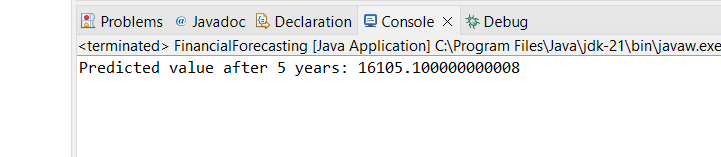 Problems @ Javadoc Declaration Console × Debug
<terminated> FinancialForecasting [Java Application] C:\Program Files\Java\jdk-21\bin\javaw.exe
Predicted value after 5 years: 16105.100000000008